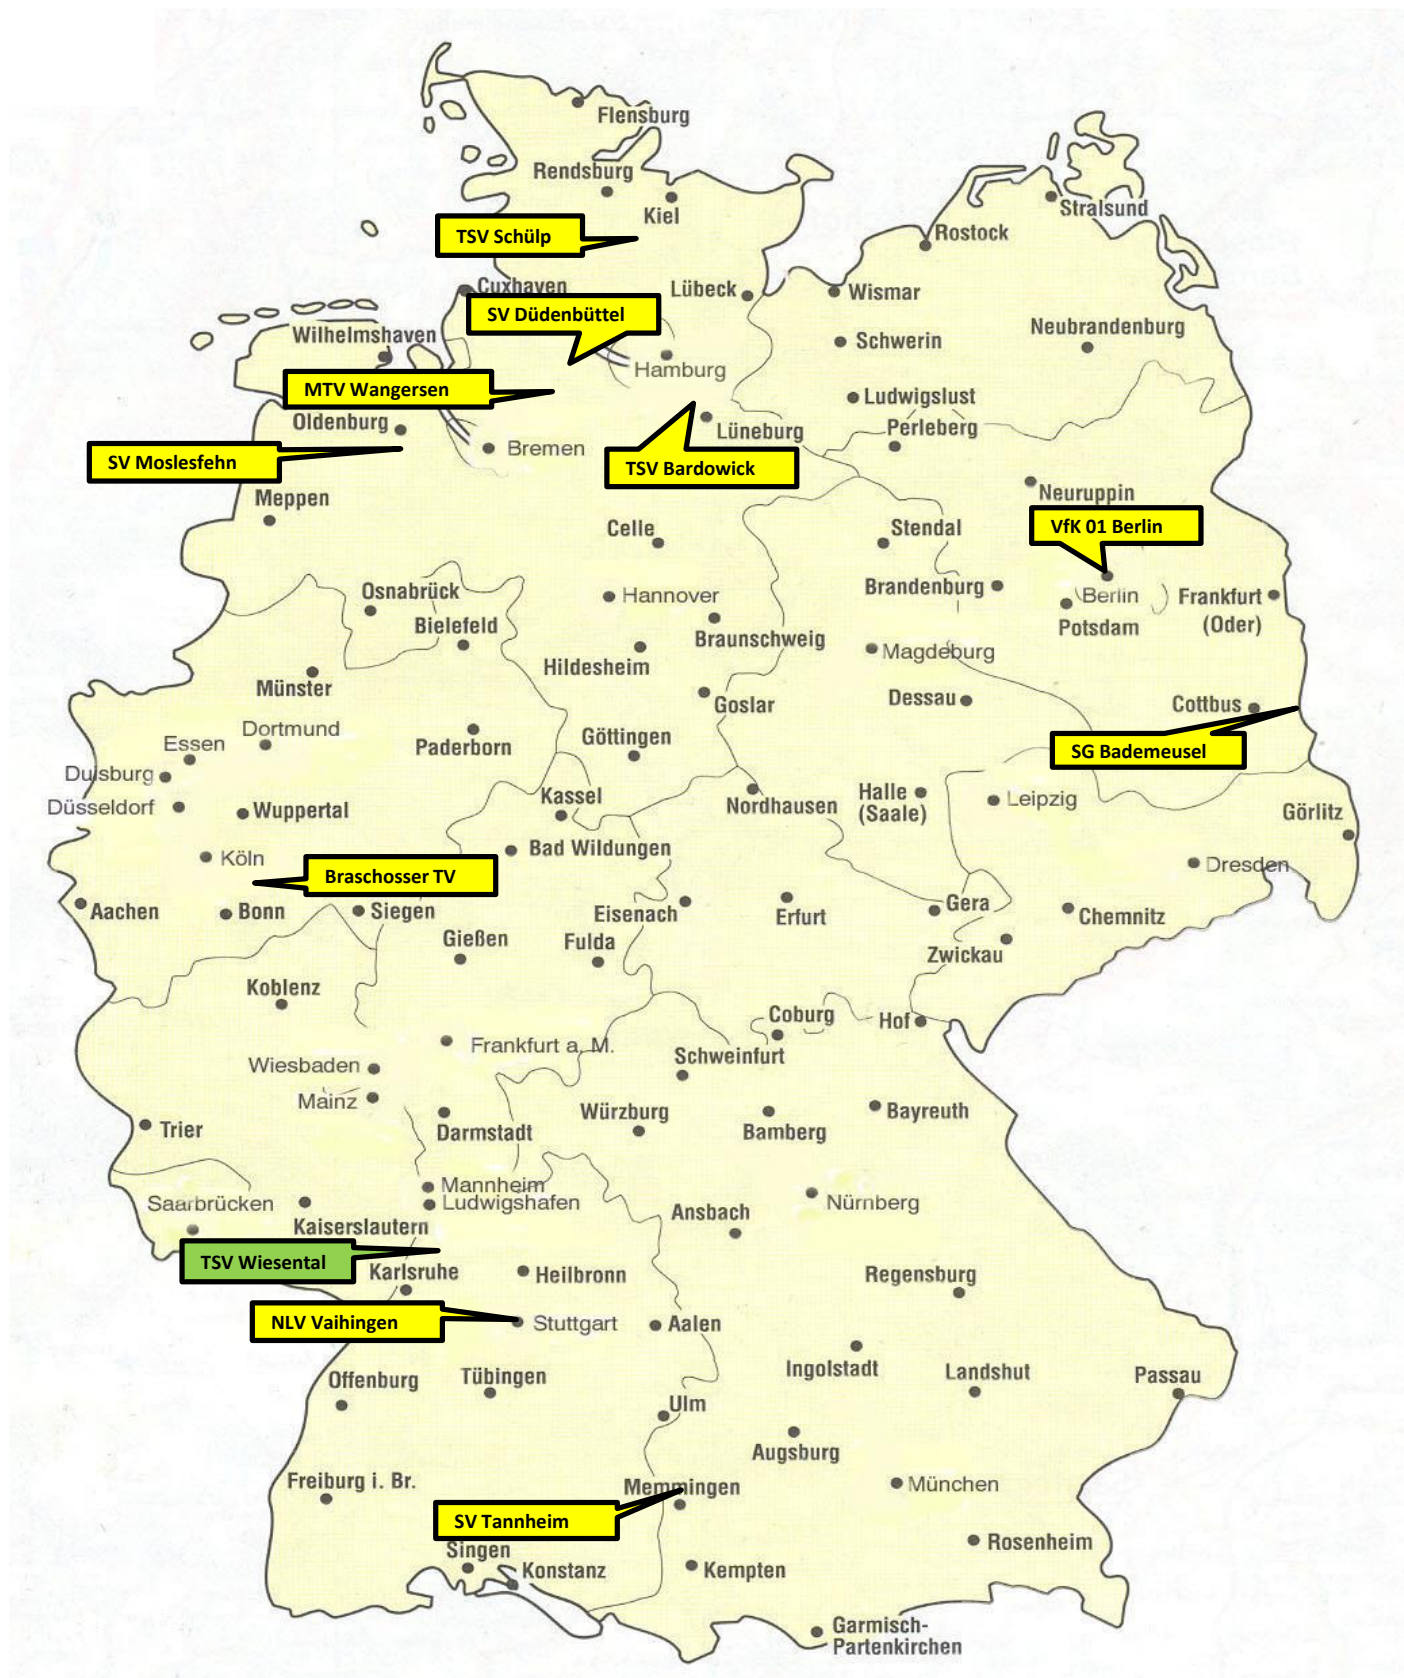 Flensburg
Rendsburg
Kiel
Stralsund
TSV Schülp
Rostock
Cuxhaven
Lübeck
Wismar
SV Düdenbüttel
Neubrandenburg
Wilhelmshaven
Schwerin
Hamburg
MTV Wangersen
Ludwigslust
Oldenburg
Lüneburg
Perleberg
Bremen
SV Moslesfehn
TSV Bardowick
Meppen
Neuruppin
Celle
Stendal
VfK 01 Berlin
Osnabrück
Hannover
Brandenburg
Berlin
Frankfurt
(Oder)
Bielefeld
Braunschweig
Potsdam
Hildesheim
Magdeburg
Münster
Goslar
Dessau
Cottbus
Dortmund
Essen
Paderborn
Göttingen
SG Bademeusel
Duisburg
Düsseldorf
Wuppertal
Kassel
Nordhausen
Halle
(Saale)
Leipzig
Görlitz
Köln
Bad Wildungen
Dresden
Braschosser TV
Aachen
Bonn
Siegen
Eisenach
Erfurt
Gera
Chemnitz
Gießen
Fulda
Zwickau
Koblenz
Coburg
Hof
Frankfurt a. M.
Schweinfurt
Wiesbaden
Mainz
Würzburg
Bayreuth
Trier
Darmstadt
Bamberg
Mannheim
Saarbrücken
Ludwigshafen
Nürnberg
Kaiserslautern
Ansbach
TSV Wiesental
Karlsruhe
Heilbronn
Regensburg
NLV Vaihingen
Stuttgart
Aalen
Offenburg
Tübingen
Ingolstadt
Landshut
Passau
Ulm
Augsburg
Freiburg i. Br.
Memmingen
München
SV Tannheim
Singen
Rosenheim
Konstanz
Kempten
Garmisch-
Partenkirchen